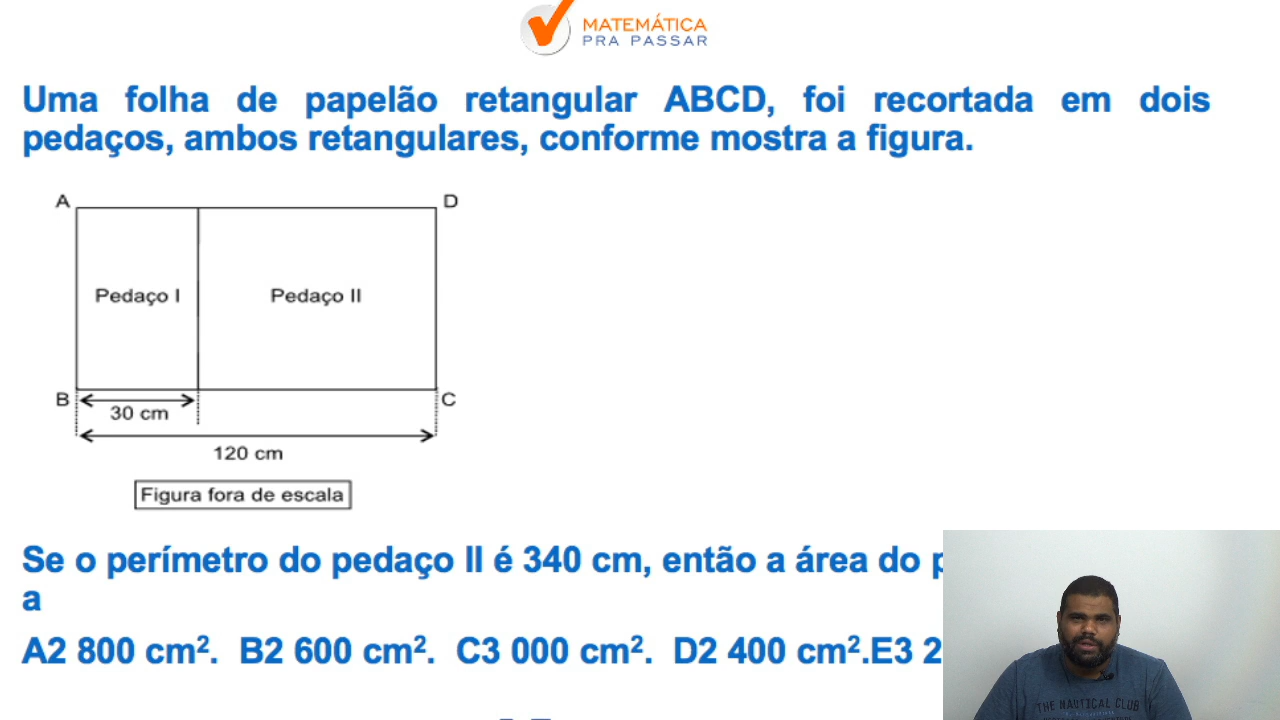 MATEMÁTICA
PRA PASSAR
Uma folha de papelão retangular ABCD, foi recortada em dois
pedaços, ambos retangulares, conforme mostra a figura.
A
D
Pedaço I
Pedaço II
B
C
30 cm
120 cm
Figura fora de escala
Se o perímetro do pedaço II é 340 cm, então a área do
a
A2 800 cm². B2 600 cm². C3 000 cm². D2 400 cm².E3 2
THE NAUTICAL CLUB